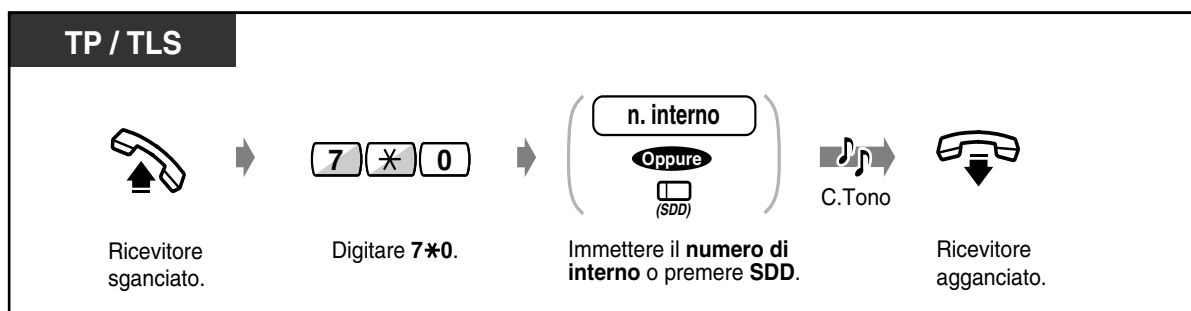 TP / TLS
7 * 0
n. interno
Oppure
(SDD)
C.Tono
Ricevitore
sganciato.
Digitare 7*0.
Immettere il numero di
interno o premere SDD.
Ricevitore
agganciato.